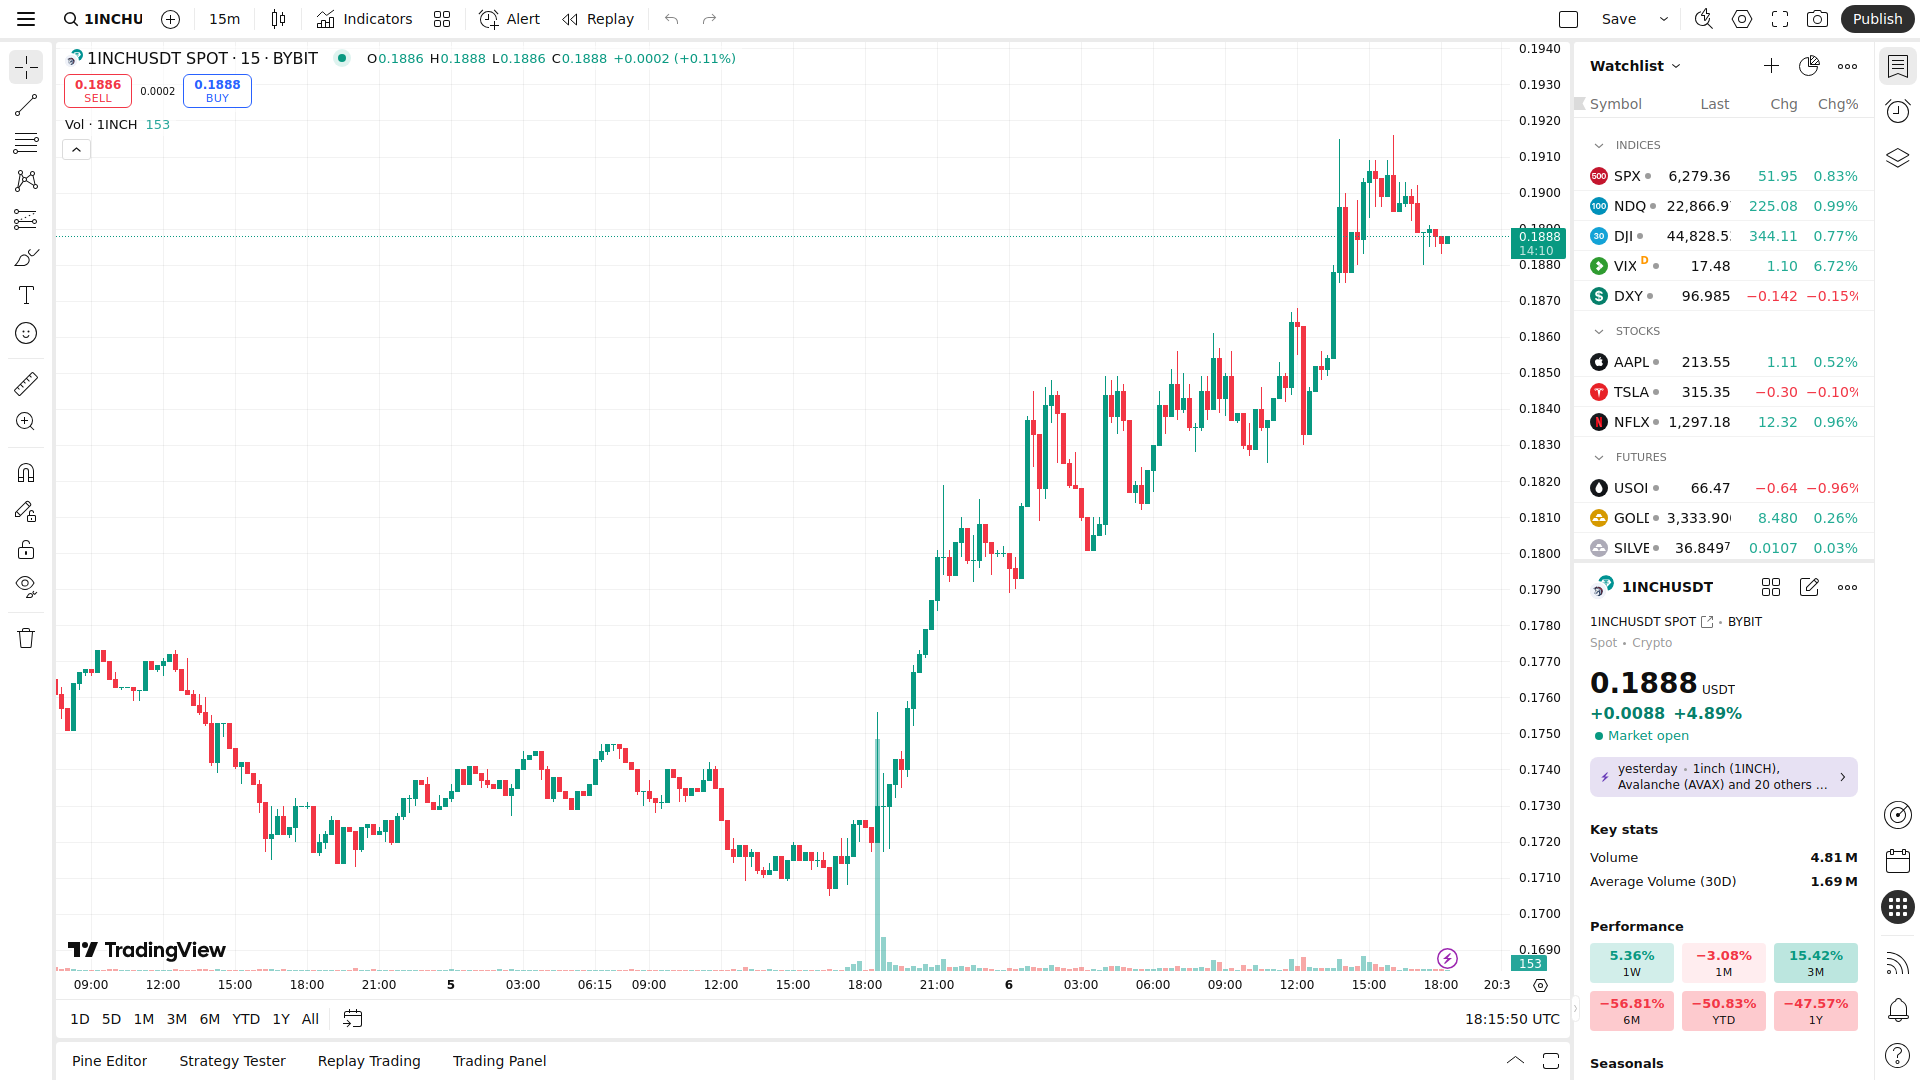 1INCHU
15m
Indicators
Alert
Replay
Save
Publish
1INCHUSDT SPOT · 15 · BYBIT
O0.1886 H0.1888 L0.1886 C0.1888 +0.0002 (+0.11%)
0.1886
SELL
0.0002
0.1888
BUY
Vol · 1INCH 153
0.1940
0.1930
0.1920
0.1910
0.1900
0.1888
14:10
0.1880
0.1870
0.1860
0.1850
0.1840
0.1830
0.1820
0.1810
0.1800
0.1790
0.1780
0.1770
0.1760
0.1750
0.1740
0.1730
0.1720
0.1710
0.1700
0.1690
153
TradingView
09:00 12:00 15:00 18:00 21:00 5 03:00 06:15 09:00 12:00 15:00 18:00 21:00 6 03:00 06:00 09:00 12:00 15:00 18:00 20:3
1D 5D 1M 3M 6M YTD 1Y All
18:15:50 UTC
Pine Editor Strategy Tester Replay Trading Trading Panel
Watchlist
Symbol Last Chg Chg%
INDICES
SPX 6,279.36 51.95 0.83%
NDQ 22,866.9 225.08 0.99%
DJI 44,828.5 344.11 0.77%
VIX D 17.48 1.10 6.72%
DXY 96.985 −0.142 −0.15%
STOCKS
AAPL 213.55 1.11 0.52%
TSLA 315.35 −0.30 −0.10%
NFLX 1,297.18 12.32 0.96%
FUTURES
USOI 66.47 −0.64 −0.96%
GOLD 3,333.90 8.480 0.26%
SILVE 36.849⁷ 0.0107 0.03%
1INCHUSDT
1INCHUSDT SPOT • BYBIT
Spot • Crypto
0.1888 USDT
+0.0088 +4.89%
Market open
yesterday • 1inch (1INCH),
Avalanche (AVAX) and 20 others ...
Key stats
Volume 4.81 M
Average Volume (30D) 1.69 M
Performance
5.36% −3.08% 15.42%
1W 1M 3M
−56.81% −50.83% −47.57%
6M YTD 1Y
Seasonals